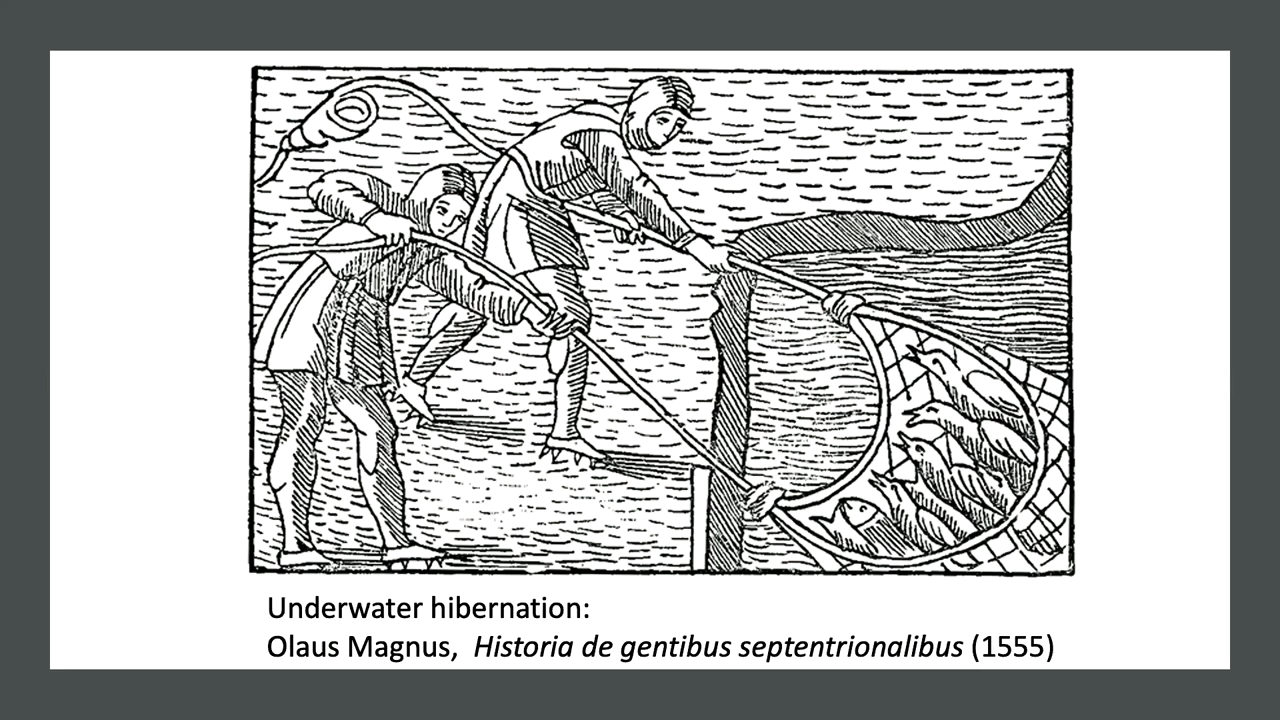 Underwater hibernation:
Olaus Magnus, Historia de gentibus septentrionalibus (1555)